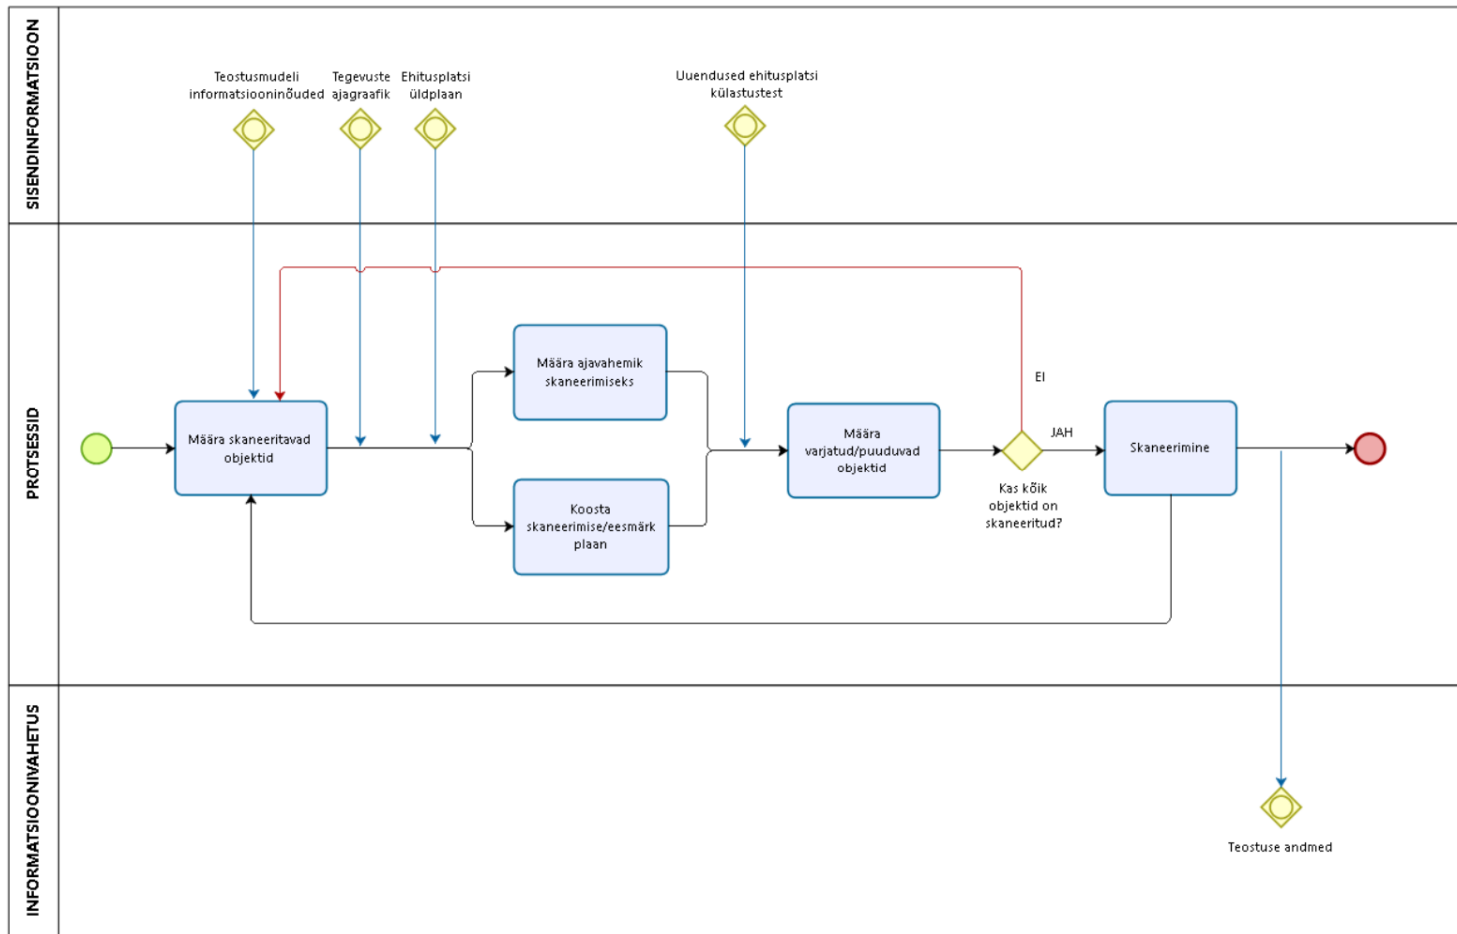 SISENDINFORMATSIOON
Teostusmudeli
informatsiooninõuded
Tegevuste
ajagraafik
Ehitusplatsi
üldplaan
Uuendused ehitusplatsi
külastustest
PROTSESSID
Määra skaneeritavad
objektid
Määra ajavahemik
skaneerimiseks
Koosta
skaneerimise/eesmärk
plaan
Määra
varjatud/puuduvad
objektid
EI
JAH
Kas kõik
objektid on
skaneeritud?
Skaneerimine
INFORMATSIOONIVAHETUS
Teostuse andmed